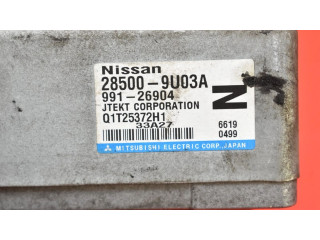 Nissan
28500-9U03A
991-26904
JTEKT CORPORATION
Q1T25372H1
33A27
N
6619
0499
MITSUBISHI ELECTRIC CORP. JAPAN